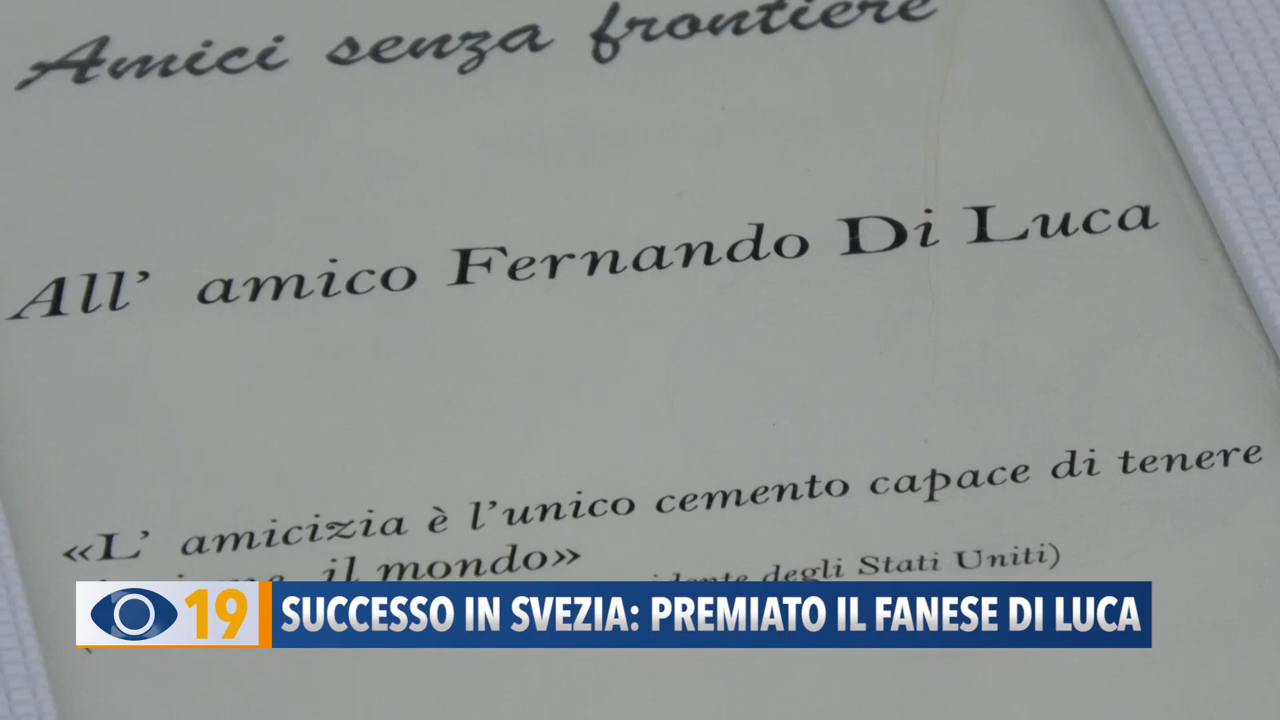 Amici senza frontiere
All' amico Fernando Di Luca
«L' amicizia è l'unico cemento capace di tenere
il mondo»
degli Stati Uniti)
19 SUCCESSO IN SVEZIA: PREMIATO IL FANESE DI LUCA